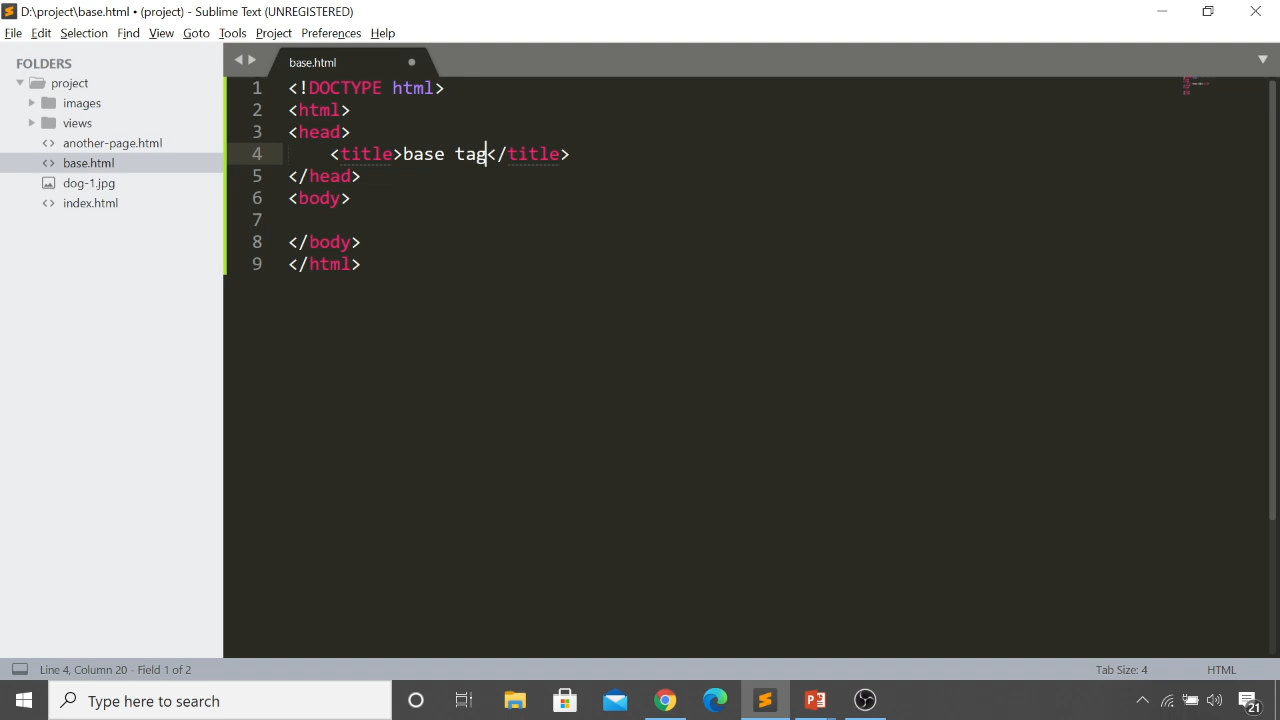 D:\project\base.html • (project) - Sublime Text (UNREGISTERED)
File Edit Selection Find View Goto Tools Project Preferences Help
FOLDERS
project
images
views
another-page.html
base.html
dog-1.jpg
index.html
base.html
1 <!DOCTYPE html>
2 <html>
3 <head>
4 <title>base tag</title>
5 </head>
6 <body>
7
8 </body>
9 </html>
Line 4, Column 20 - Field 1 of 2
Tab Size: 4
HTML
Type here to search
21